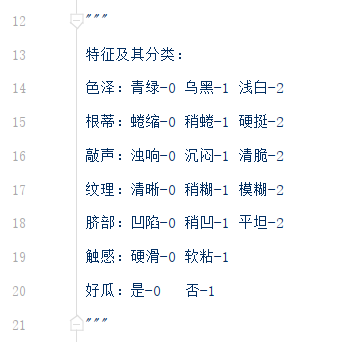 12 """
13 特征及其分类：
14 色泽：青绿-0 乌黑-1 浅白-2
15 根蒂：蜷缩-0 稍蜷-1 硬挺-2
16 敲声：浊响-0 沉闷-1 清脆-2
17 纹理：清晰-0 稍糊-1 模糊-2
18 脐部：凹陷-0 稍凹-1 平坦-2
19 触感：硬滑-0 软粘-1
20 好瓜：是-0 否-1
21 """